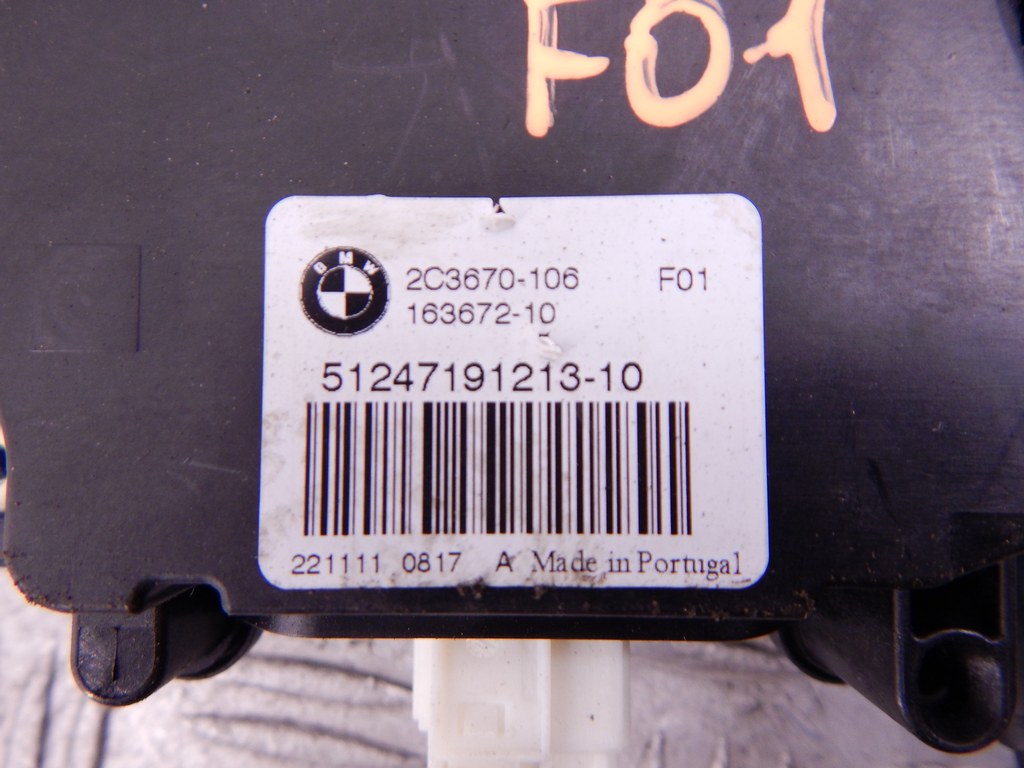 F01
BMW
2C3670-106 F01
163672-10
51247191213-10
221111 0817 A Made in Portugal